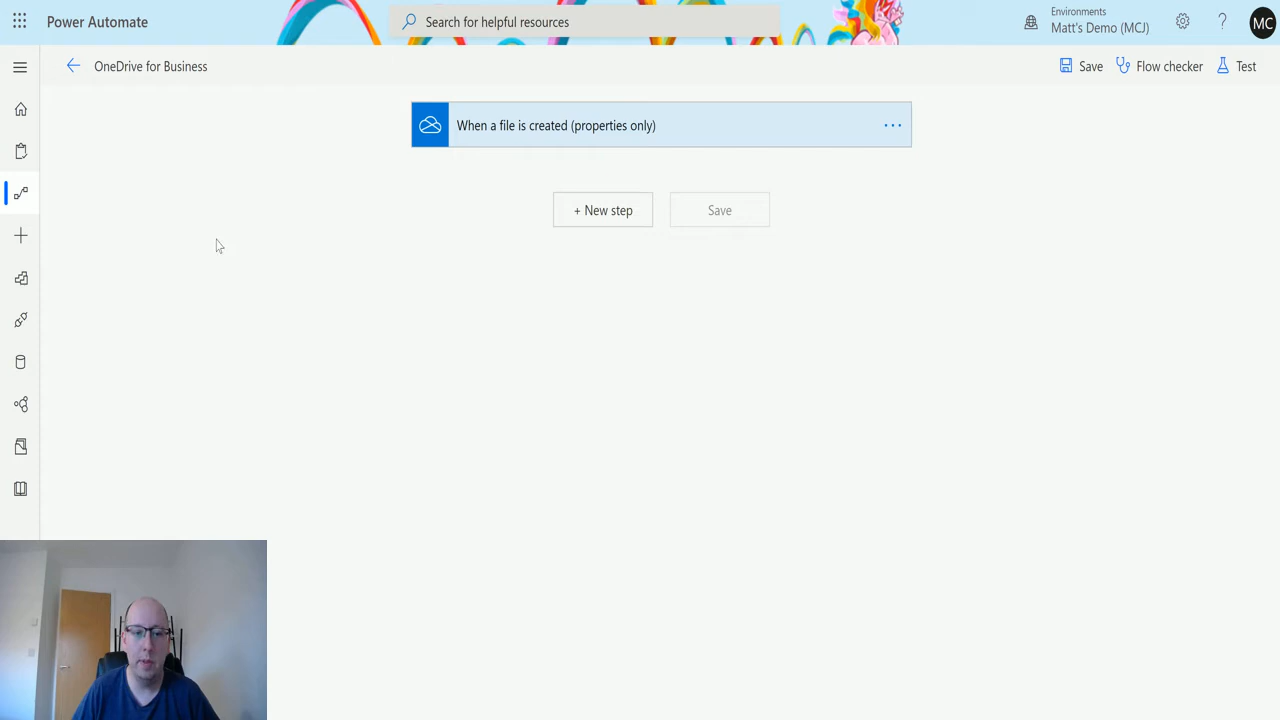 Power Automate
Search for helpful resources
Environments
Matt's Demo (MCJ)
MC
OneDrive for Business
Save
Flow checker
Test
When a file is created (properties only)
+ New step
Save